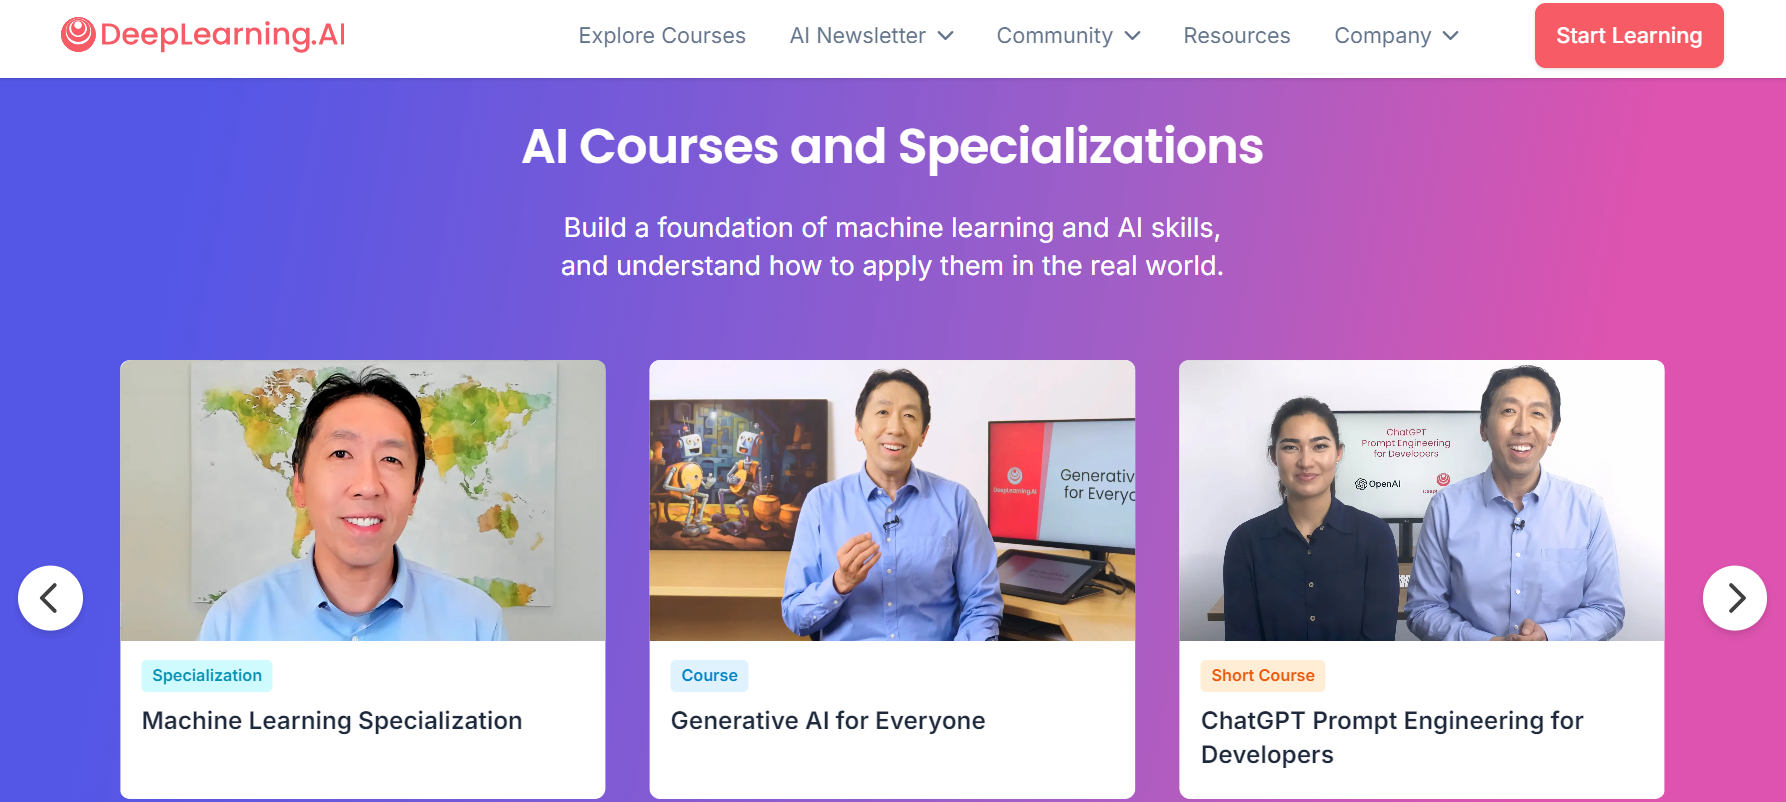 DeepLearning.AI
Explore Courses
AI Newsletter
Community
Resources
Company
Start Learning
AI Courses and Specializations
Build a foundation of machine learning and AI skills,
and understand how to apply them in the real world.
DeepLearning.AI
Generativ
for Everyo
ChatGPT
Prompt Engineering
for Developers
OpenAI
Specialization
Machine Learning Specialization
Course
Generative AI for Everyone
Short Course
ChatGPT Prompt Engineering for
Developers